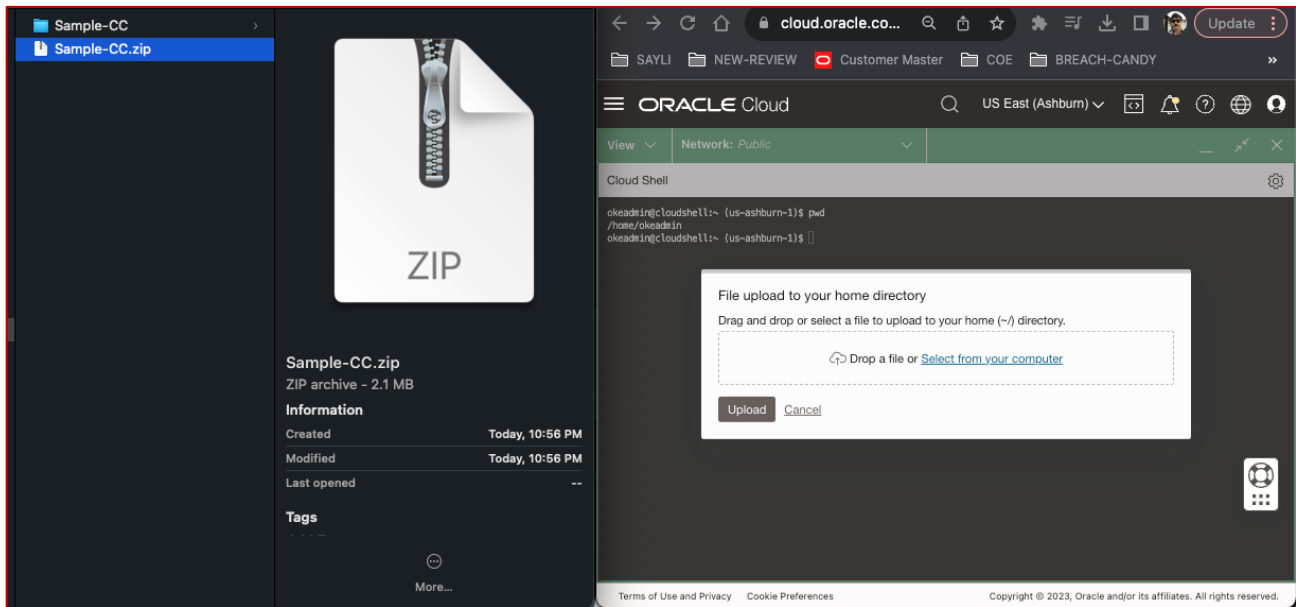 Sample-CC
Sample-CC.zip
ZIP
Sample-CC.zip
ZIP archive - 2.1 MB
Information
Created Today, 10:56 PM
Modified Today, 10:56 PM
Last opened --
Tags
More...
cloud.oracle.co... Update
SAYLI NEW-REVIEW Customer Master COE BREACH-CANDY »
ORACLE Cloud US East (Ashburn)
View Network: Public
Cloud Shell
okeadmin@cloudshell:~ (us-ashburn-1)$ pwd
/home/okeadmin
okeadmin@cloudshell:~ (us-ashburn-1)$
File upload to your home directory
Drag and drop or select a file to upload to your home (~/) directory.
Drop a file or Select from your computer
Upload Cancel
Terms of Use and Privacy Cookie Preferences Copyright © 2023, Oracle and/or its affiliates. All rights reserved.